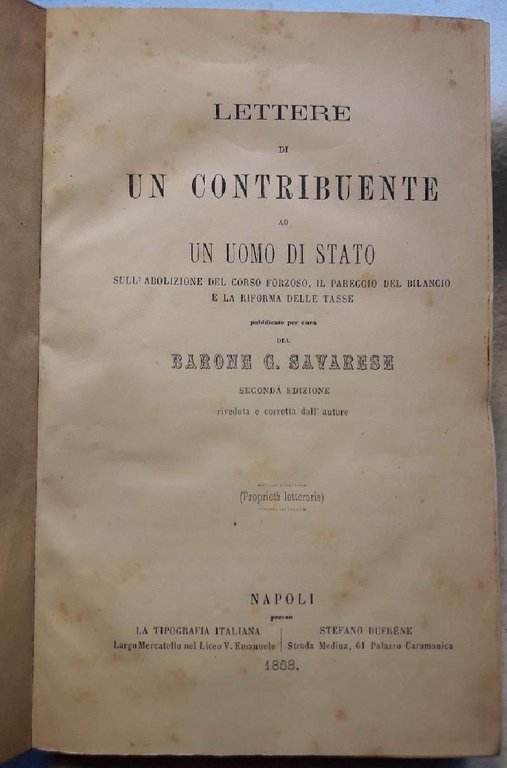 LETTERE
DI
UN CONTRIBUENTE
AD
UN UOMO DI STATO
SULL'ABOLIZIONE DEL CORSO FORZOSO, IL PAREGGIO DEL BILANCIO
E LA RIFORMA DELLE TASSE
pubblicate per cura
DEL
BARONE G. SAVARESE
SECONDA EDIZIONE
riveduta e corretta dall' autore
(Proprietà letteraria)
NAPOLI
presso
LA TIPOGRAFIA ITALIANA
Largo Mercatello nel Liceo V. Emanuele
STEFANO DUFRÊNE
Strada Medina, 61 Palazzo Caramanica
1868.